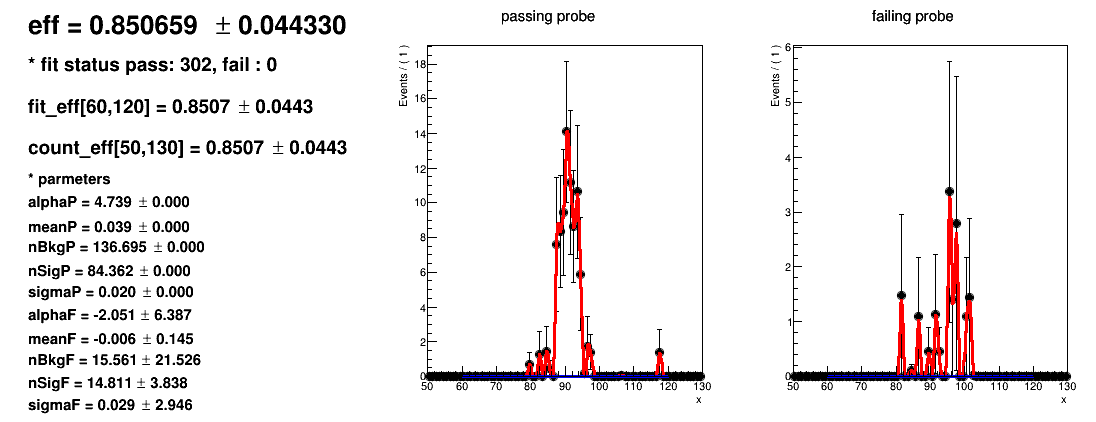 eff = 0.850659 ± 0.044330
* fit status pass: 302, fail : 0
fit_eff[60,120] = 0.8507 ± 0.0443
count_eff[50,130] = 0.8507 ± 0.0443
* parmeters
alphaP = 4.739 ± 0.000
meanP = 0.039 ± 0.000
nBkgP = 136.695 ± 0.000
nSigP = 84.362 ± 0.000
sigmaP = 0.020 ± 0.000
alphaF = -2.051 ± 6.387
meanF = -0.006 ± 0.145
nBkgF = 15.561 ± 21.526
nSigF = 14.811 ± 3.838
sigmaF = 0.029 ± 2.946
passing probe
Events / ( 1 )
18
16
14
12
10
8
6
4
2
0
50 60 70 80 90 100 110 120 130
x
failing probe
Events / ( 1 )
6
5
4
3
2
1
0
50 60 70 80 90 100 110 120 130
x